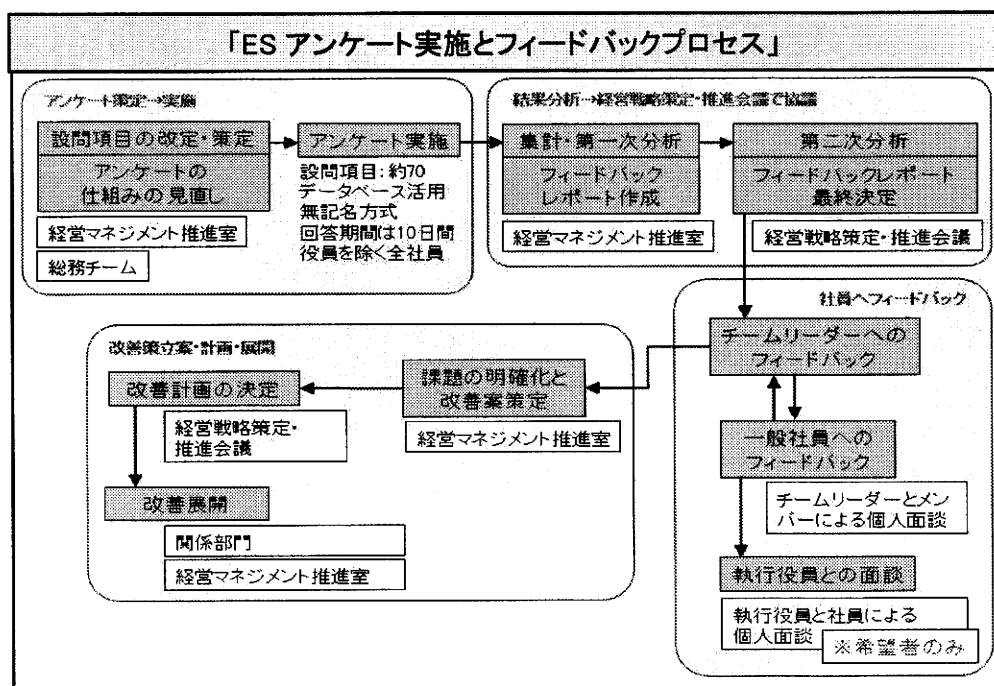 「ES アンケート実施とフィードバックプロセス」
アンケート策定→実施
設問項目の改定・策定
アンケートの
仕組みの見直し
経営マネジメント推進室
総務チーム
アンケート実施
設問項目：約70
データベース活用
無記名方式
回答期間は10日間
役員を除く全社員
結果分析→経営戦略策定・推進会議で協議
集計・第一次分析
フィードバック
レポート作成
経営マネジメント推進室
第二次分析
フィードバックレポート
最終決定
経営戦略策定・推進会議
社員へフィードバック
チームリーダーへの
フィードバック
一般社員への
フィードバック
チームリーダーとメン
バーによる個人面談
執行役員との面談
執行役員と社員による
個人面談
※希望者のみ
改善策立案・計画・展開
課題の明確化と
改善案策定
経営マネジメント推進室
改善計画の決定
経営戦略策定・
推進会議
改善展開
関係部門
経営マネジメント推進室